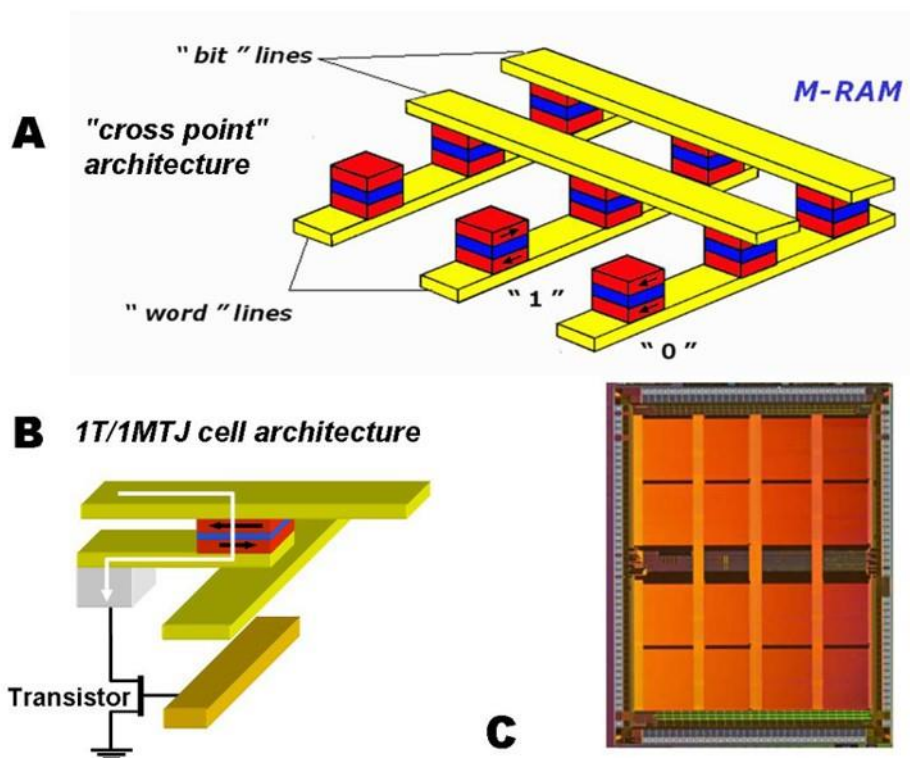 “ bit ” lines
M-RAM
A
"cross point"
architecture
“ word ” lines
“ 1 ”
“ 0 ”
B
1T/1MTJ cell architecture
Transistor
C